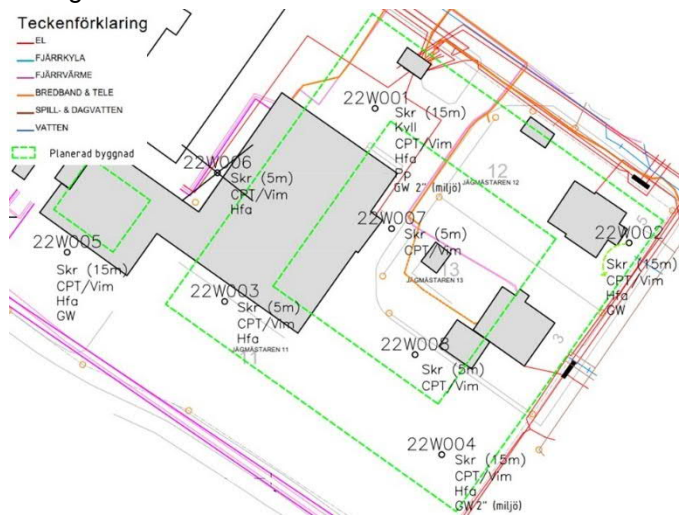 Teckenförklaring
EL
FJÄRRKYLA
FJÄRRVÄRME
BREDBAND & TELE
SPILL- & DAGVATTEN
VATTEN
Planerad byggnad
22W001
Skr (15m)
Kvll
CPT/Vim
Hfa
Pp
GW 2" (miljö)
22W006
Skr (5m)
CPT/Vim
Hfa
12
JÄGMÄSTAREN 12
22W007
Skr (5m)
CPT/Vim
5
22W002
Skr (15m)
CPT/Vim
Hfa
GW
22W005
Skr (15m)
CPT/Vim
Hfa
GW
13
JÄGMÄSTAREN 13
22W003
Skr (5m)
CPT/Vim
Hfa
JÄGMÄSTAREN 11
11
3
22W008
Skr (5m)
CPT/Vim
22W004
Skr (15m)
CPT/Vim
Hfa
GW 2" (miljö)